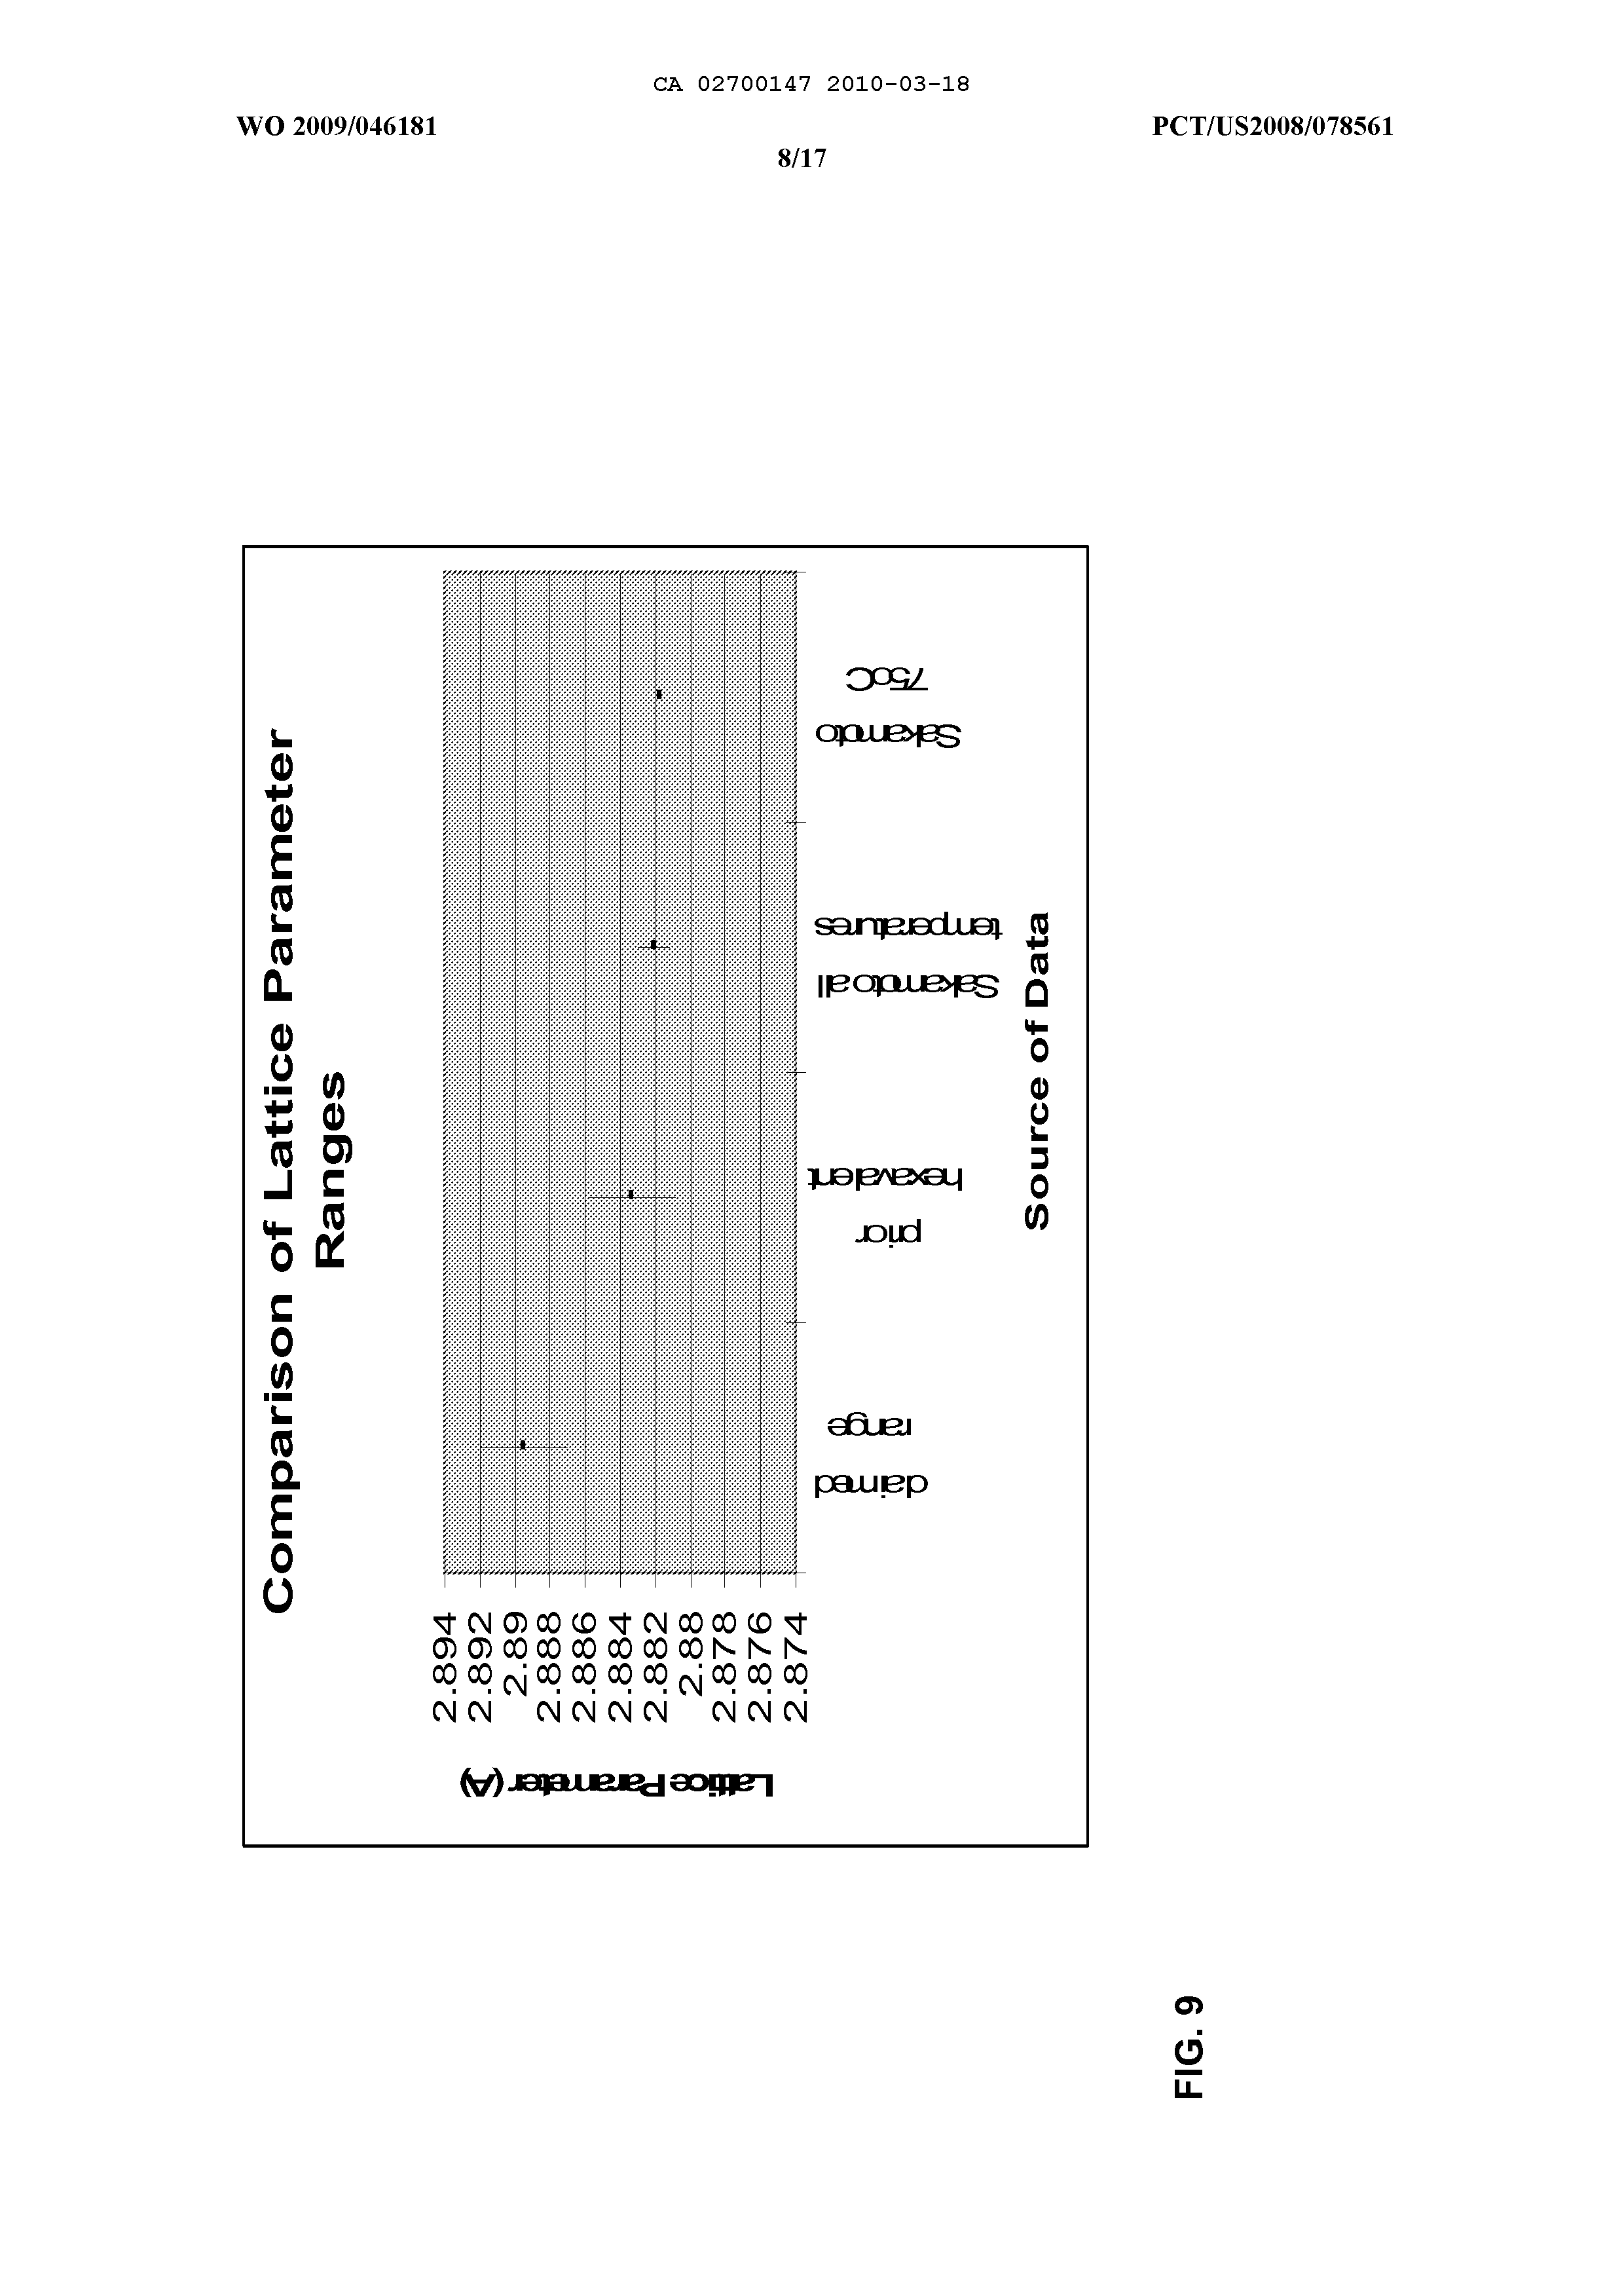 CA 02700147 2010-03-18
WO 2009/046181
PCT/US2008/078561
8/17
Comparison of Lattice Parameter
Ranges
Lattice Parameter (A)
2.894
2.892
2.89
2.888
2.886
2.884
2.882
2.88
2.878
2.876
2.874
claimed
range
prior
hexavalent
Sakamoto all
temperatures
Sakamoto
75oC
Source of Data
FIG. 9